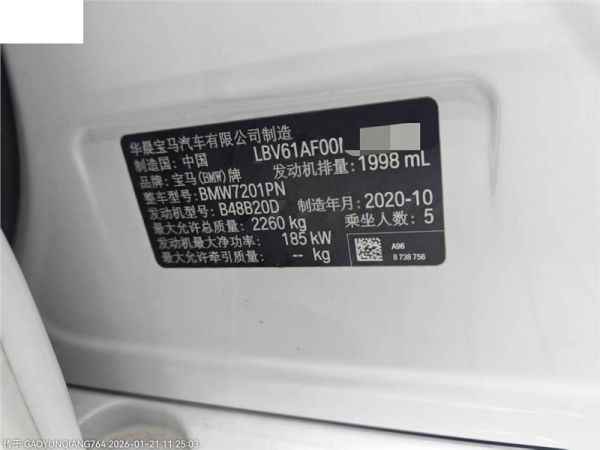 华晨宝马汽车有限公司制造
制造国: 中国 LBV61AF00
品牌: 宝马(BMW)牌 发动机排量: 1998 mL
整车型号: BMW7201PN
发动机型号: B48B20D 制造年月: 2020-10
最大允许总质量: 2260 kg 乘坐人数: 5
发动机最大净功率: 185 kW
最大允许牵引质量: -- kg
A96
8 738 756
传于 GAOYUNQIANG764 2026-01-21 11:25:03